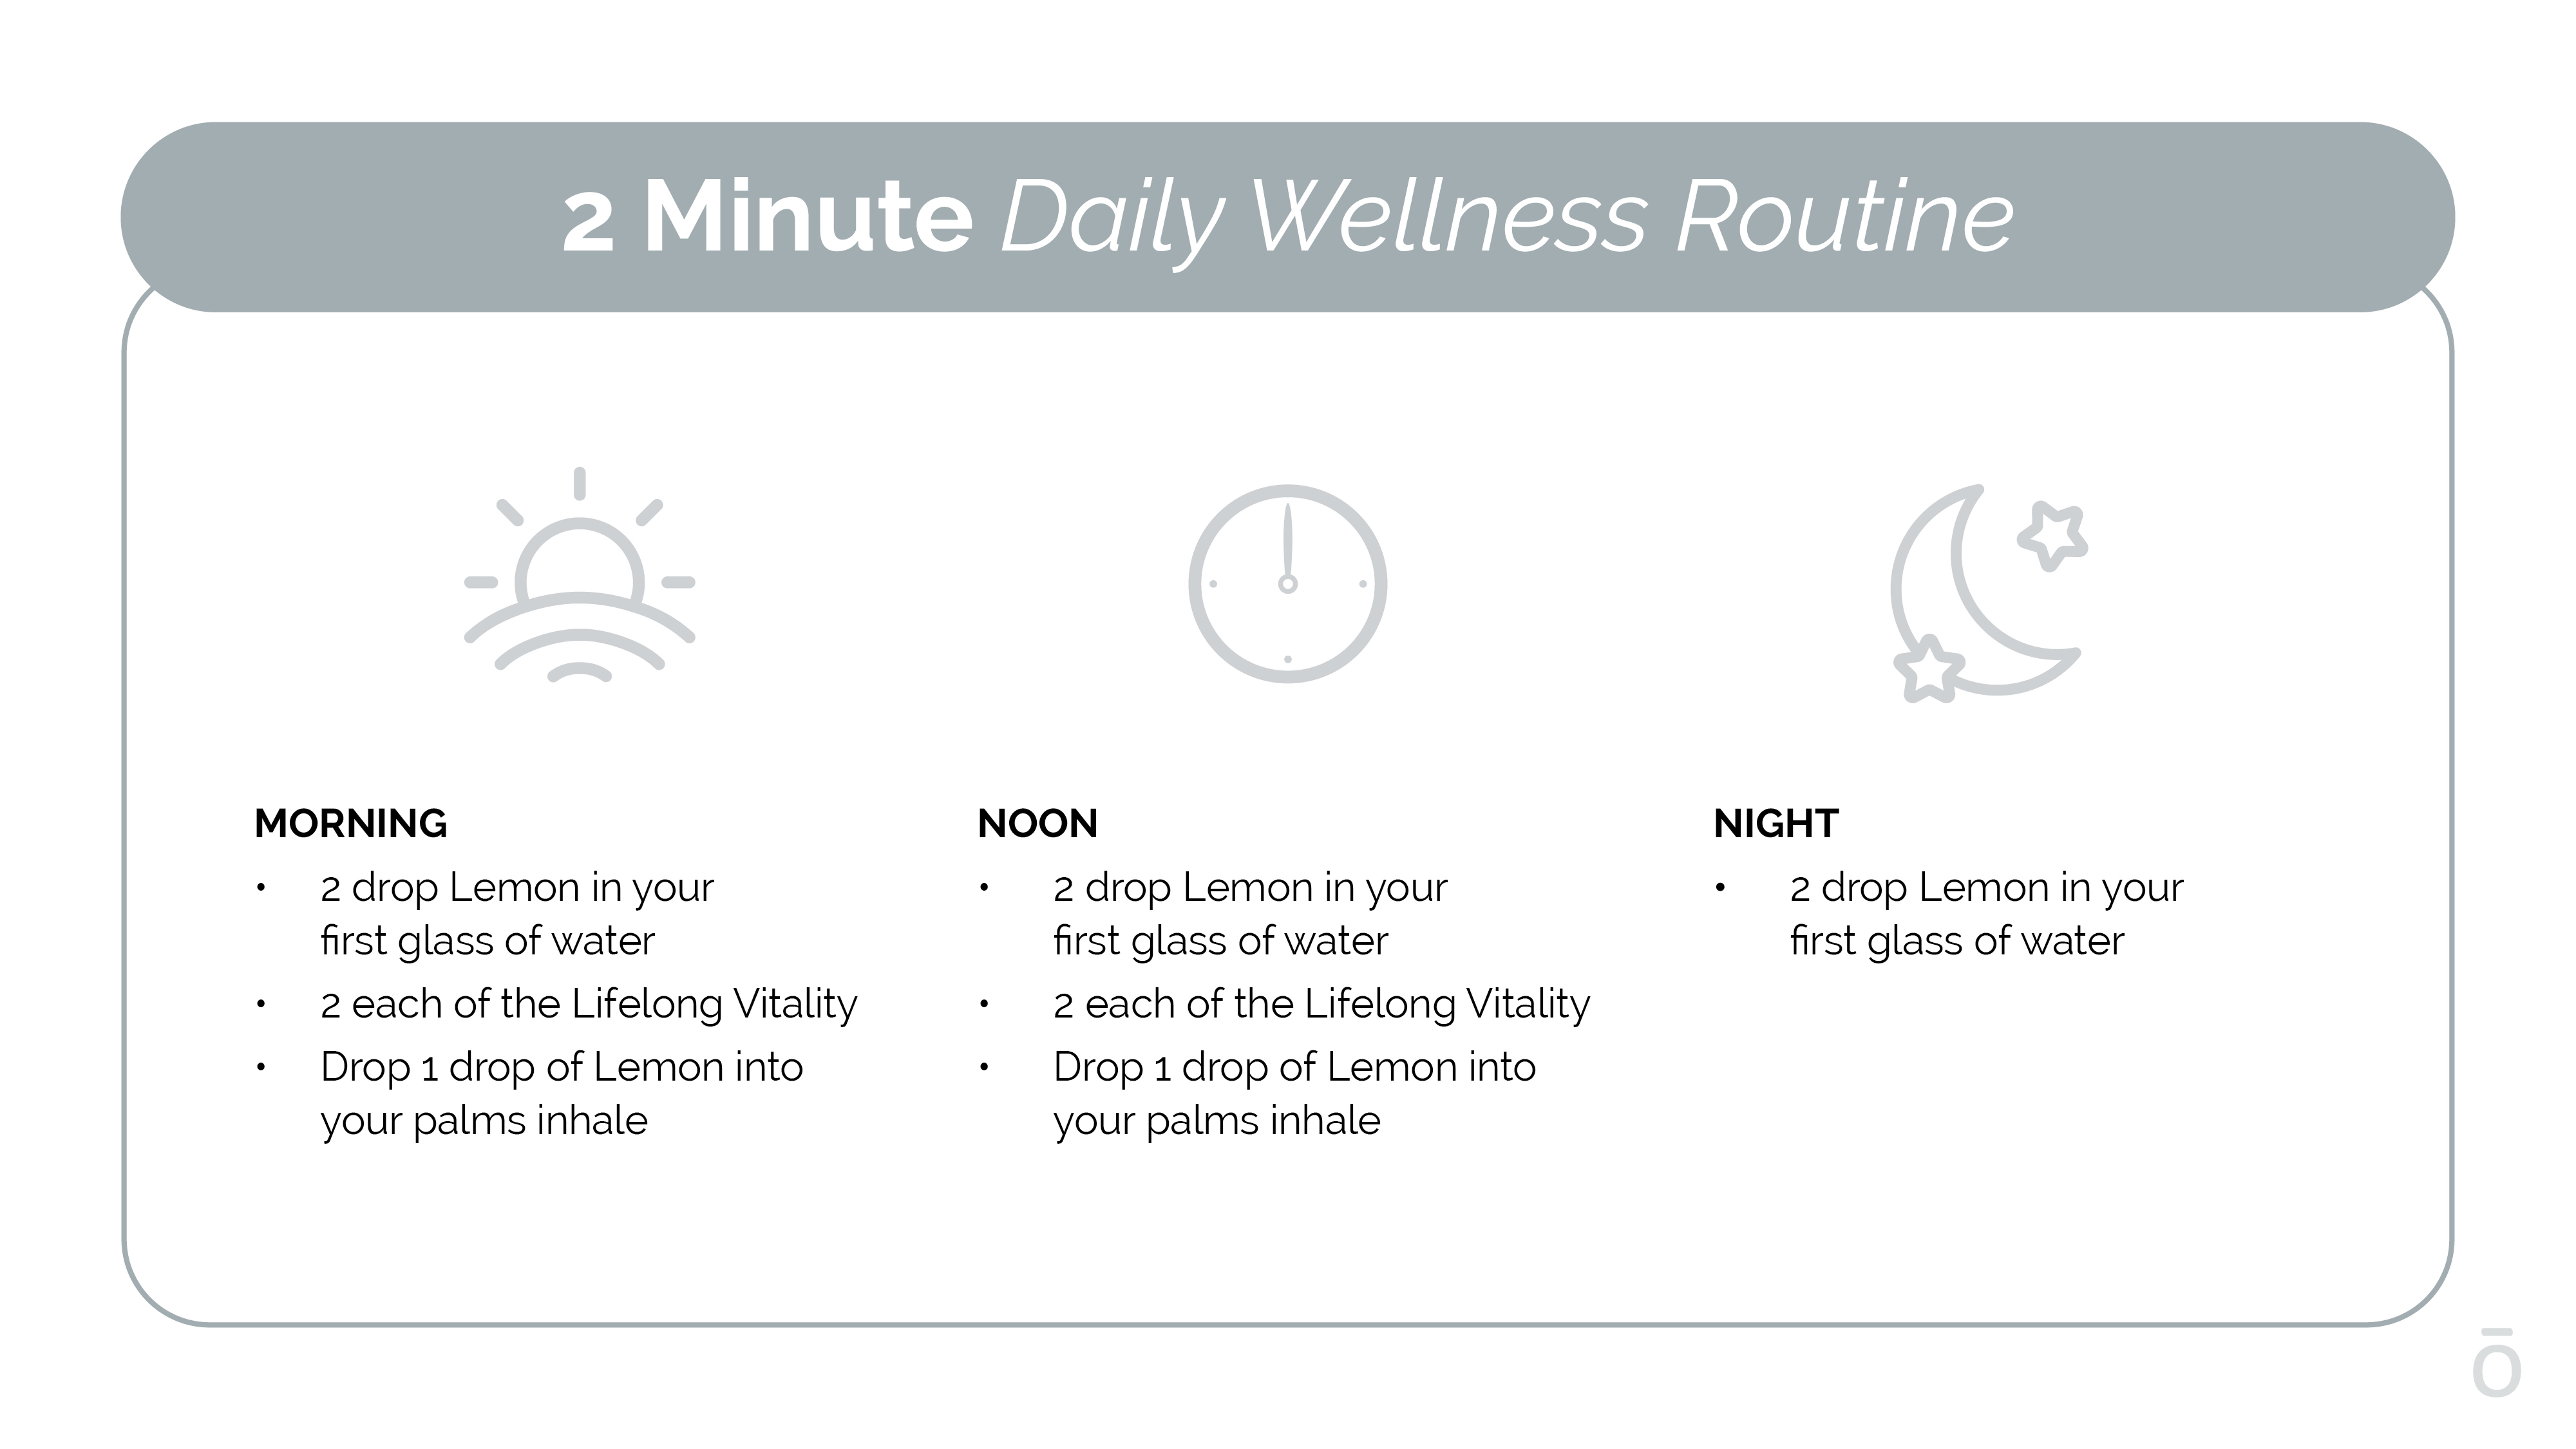 2 Minute Daily Wellness Routine
MORNING
• 2 drop Lemon in your
first glass of water
• 2 each of the Lifelong Vitality
• Drop 1 drop of Lemon into
your palms inhale
NOON
• 2 drop Lemon in your
first glass of water
• 2 each of the Lifelong Vitality
• Drop 1 drop of Lemon into
your palms inhale
NIGHT
• 2 drop Lemon in your
first glass of water
ō